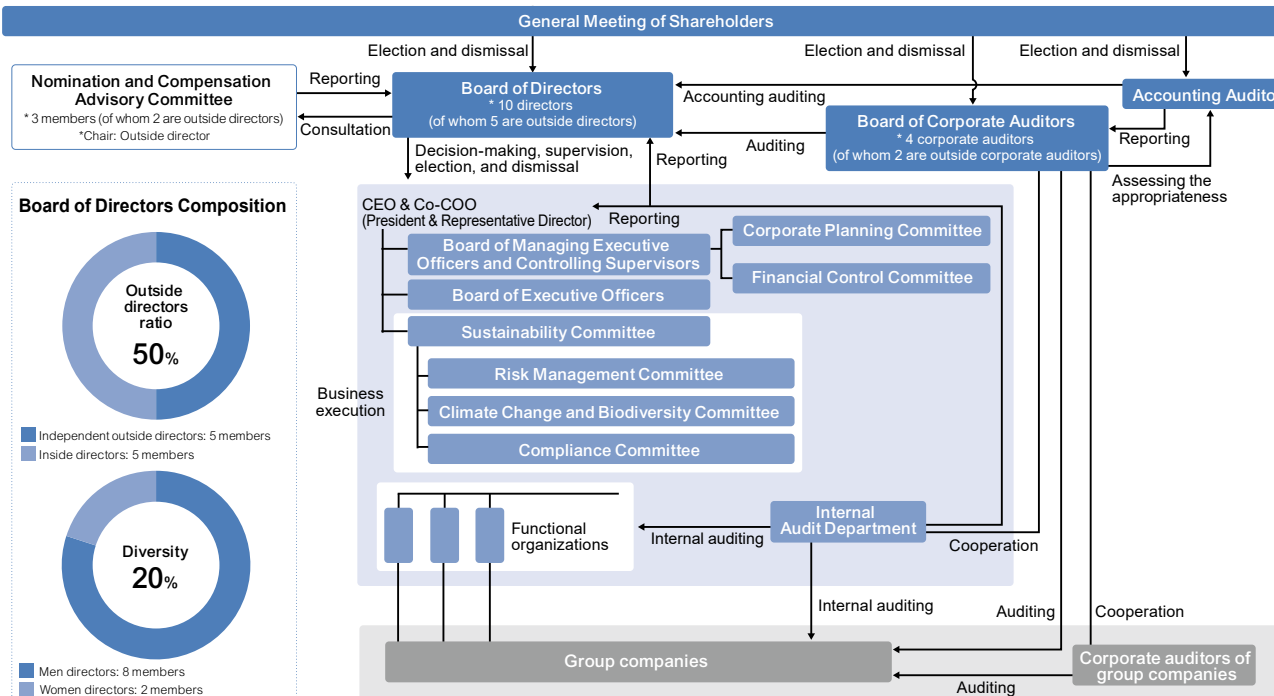 General Meeting of Shareholders
Election and dismissal
Election and dismissal
Election and dismissal
Nomination and Compensation
Advisory Committee
* 3 members (of whom 2 are outside directors)
*Chair: Outside director
Reporting
Consultation
Board of Directors
* 10 directors
(of whom 5 are outside directors)
Accounting auditing
Accounting Audito
Board of Corporate Auditors
* 4 corporate auditors
(of whom 2 are outside corporate auditors)
Auditing
Reporting
Assessing the
appropriateness
Decision-making, supervision,
election, and dismissal
Reporting
Board of Directors Composition
Outside
directors
ratio
50%
Independent outside directors: 5 members
Inside directors: 5 members
Diversity
20%
Men directors: 8 members
Women directors: 2 members
CEO & Co-COO
(President & Representative Director)
Reporting
Board of Managing Executive
Officers and Controlling Supervisors
Corporate Planning Committee
Financial Control Committee
Board of Executive Officers
Sustainability Committee
Risk Management Committee
Climate Change and Biodiversity Committee
Compliance Committee
Business
execution
Functional
organizations
Internal auditing
Internal
Audit Department
Cooperation
Internal auditing
Auditing
Cooperation
Group companies
Corporate auditors of
group companies
Auditing